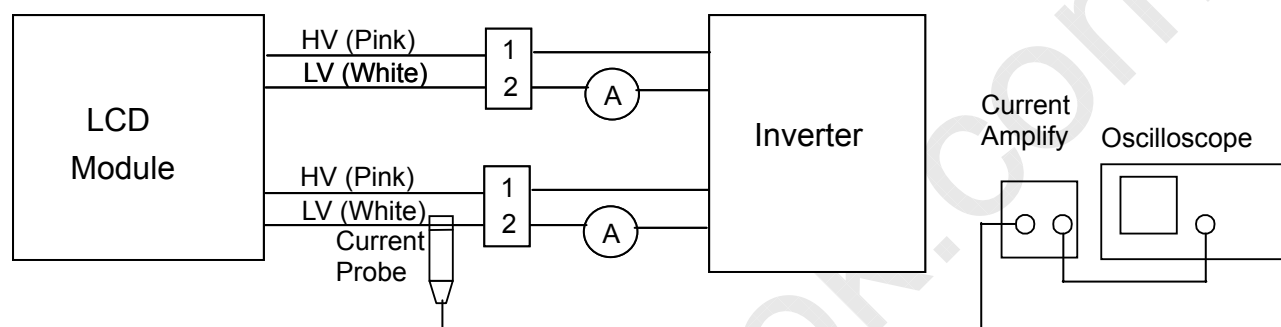 HV (Pink)
1
LV (White)
2
A
LCD
Module
Inverter
HV (Pink)
1
LV (White)
2
A
Current
Probe
Current
Amplify
Oscilloscope